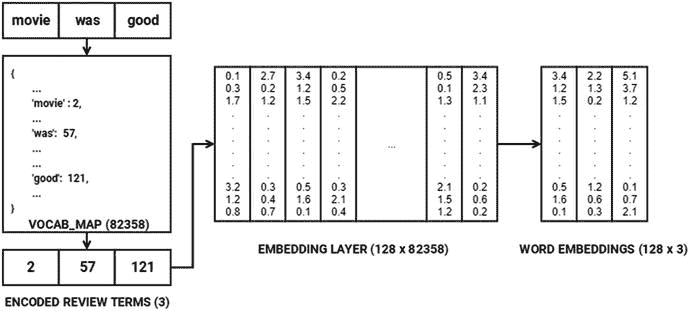 movie was good
{
...
'movie' : 2,
...
'was': 57,
...
...
'good': 121,
...
}
VOCAB_MAP (82358)
2 57 121
ENCODED REVIEW TERMS (3)
0.1 2.7 3.4 0.2 0.5 3.4
0.3 0.2 1.2 0.5 0.1 2.3
1.7 1.2 1.5 2.2 1.3 1.1
. . . . . .
. . . . . .
. . . . ... . .
. . . . . .
. . . . . .
3.2 0.3 0.5 0.3 2.1 0.2
1.2 0.4 1.6 2.1 1.5 0.6
0.8 0.7 0.1 0.4 1.2 0.2
EMBEDDING LAYER (128 x 82358)
3.4 2.2 5.1
1.2 1.3 3.7
1.5 0.2 1.2
. . .
. . .
. . .
. . .
. . .
0.5 1.2 0.1
1.6 0.6 0.7
0.1 0.3 2.1
WORD EMBEDDINGS (128 x 3)